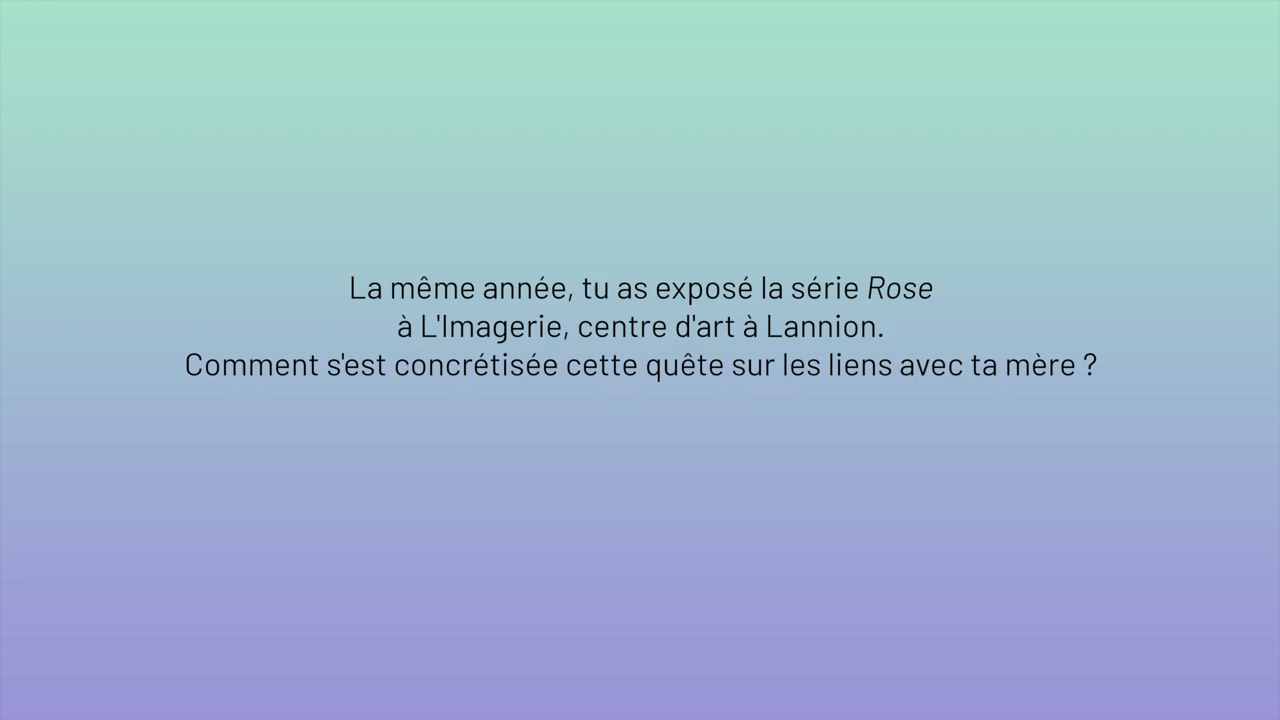 La même année, tu as exposé la série Rose
à L'Imagerie, centre d'art à Lannion.
Comment s'est concrétisée cette quête sur les liens avec ta mère ?